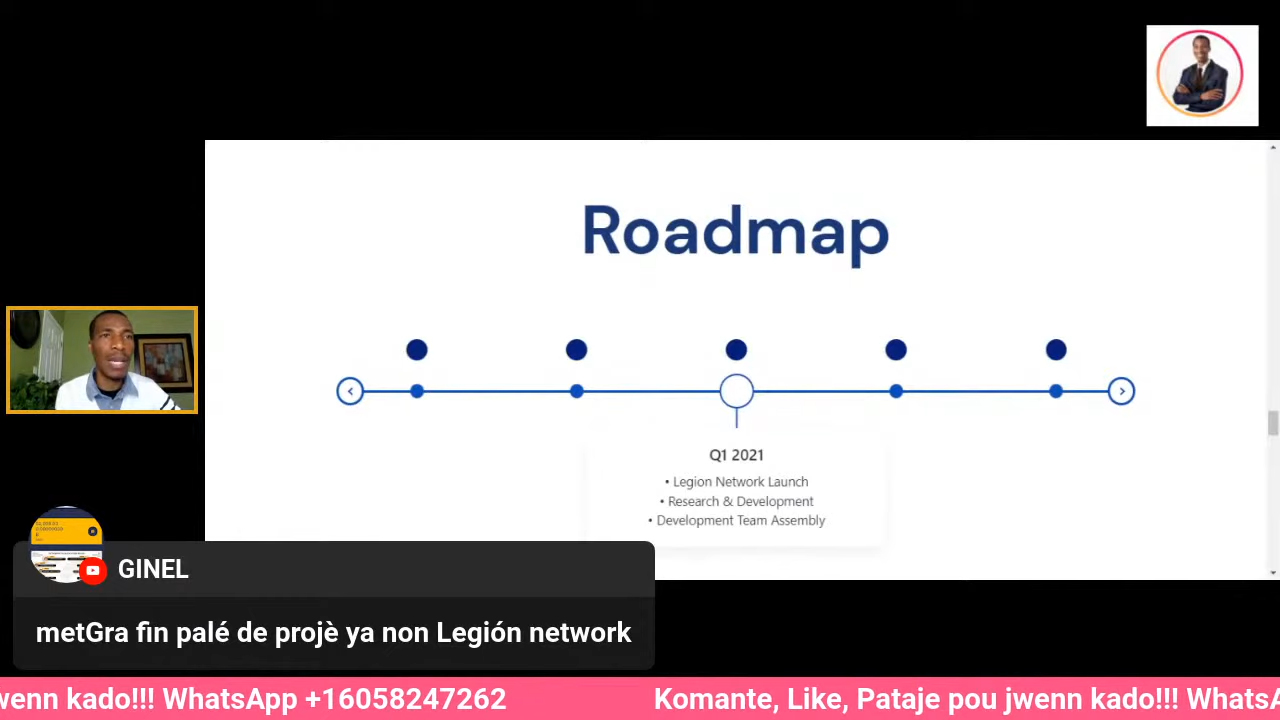 Roadmap
Q1 2021
• Legion Network Launch
• Research & Development
• Development Team Assembly
GINEL
metGra fin palé de projè ya non Legión network
wenn kado!!! WhatsApp +16058247262
Komante, Like, Pataje pou jwenn kado!!! WhatsA